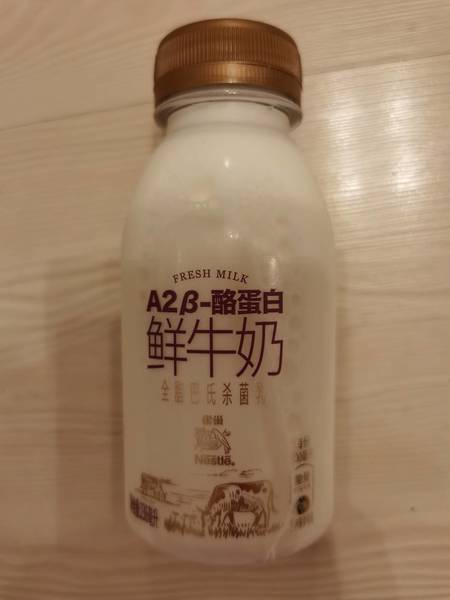 FRESH MILK
A2β-酪蛋白
鲜牛奶
全脂巴氏杀菌乳
雀巢
Nestlé®